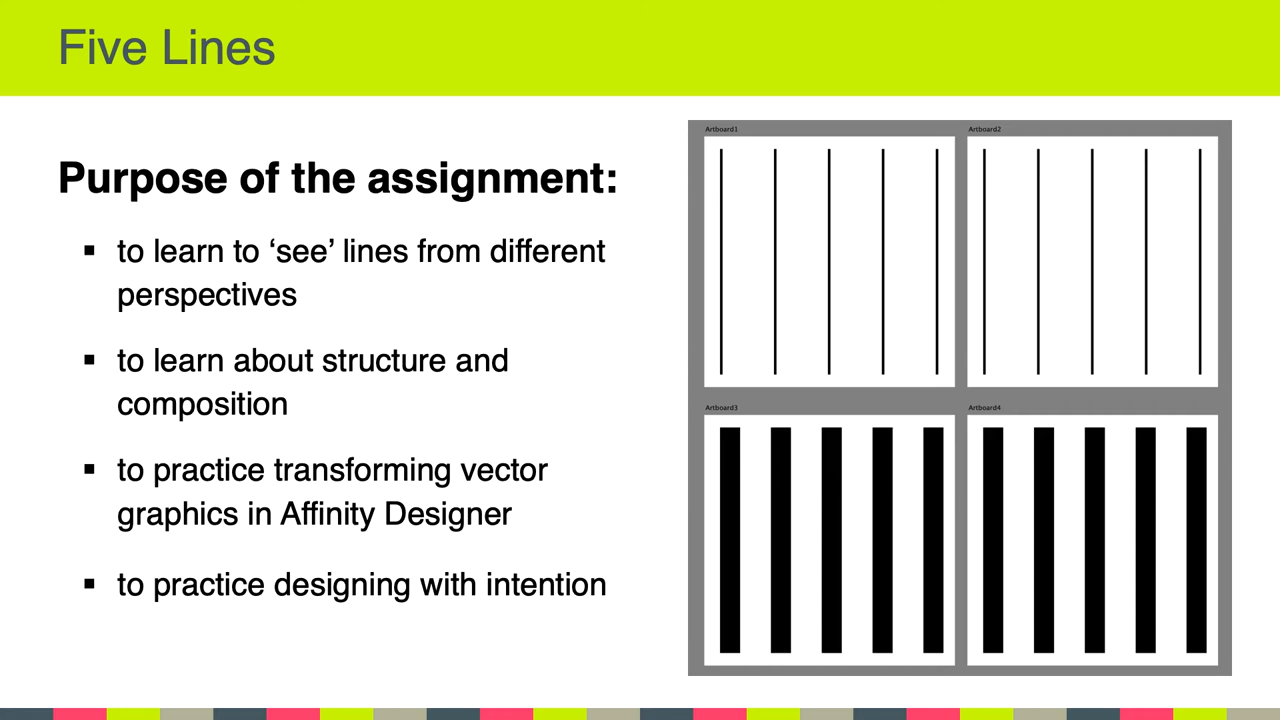 Five Lines
Purpose of the assignment:
▪ to learn to ‘see’ lines from different
perspectives
▪ to learn about structure and
composition
▪ to practice transforming vector
graphics in Affinity Designer
▪ to practice designing with intention
Artboard1
Artboard2
Artboard3
Artboard4